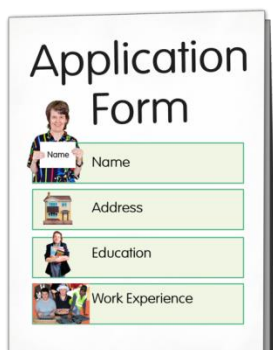 Application
Form
Name
Name
Address
Education
Work Experience